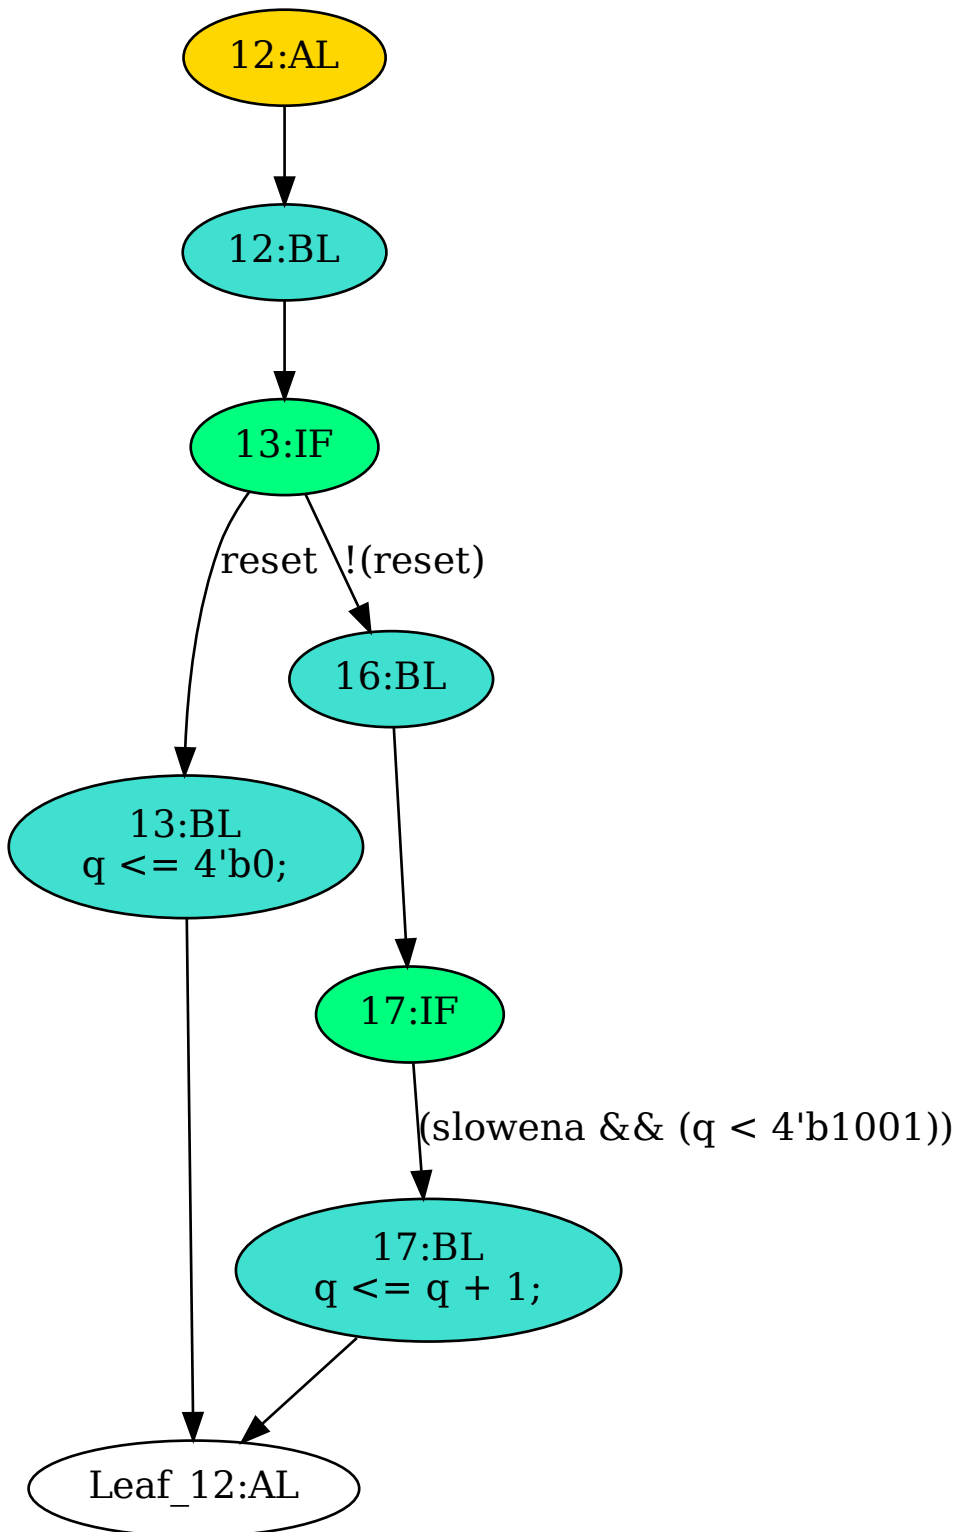 12:AL
12:BL
13:IF
reset
!(reset)
16:BL
13:BL
q <= 4'b0;
17:IF
(slowena && (q < 4'b1001))
17:BL
q <= q + 1;
Leaf_12:AL